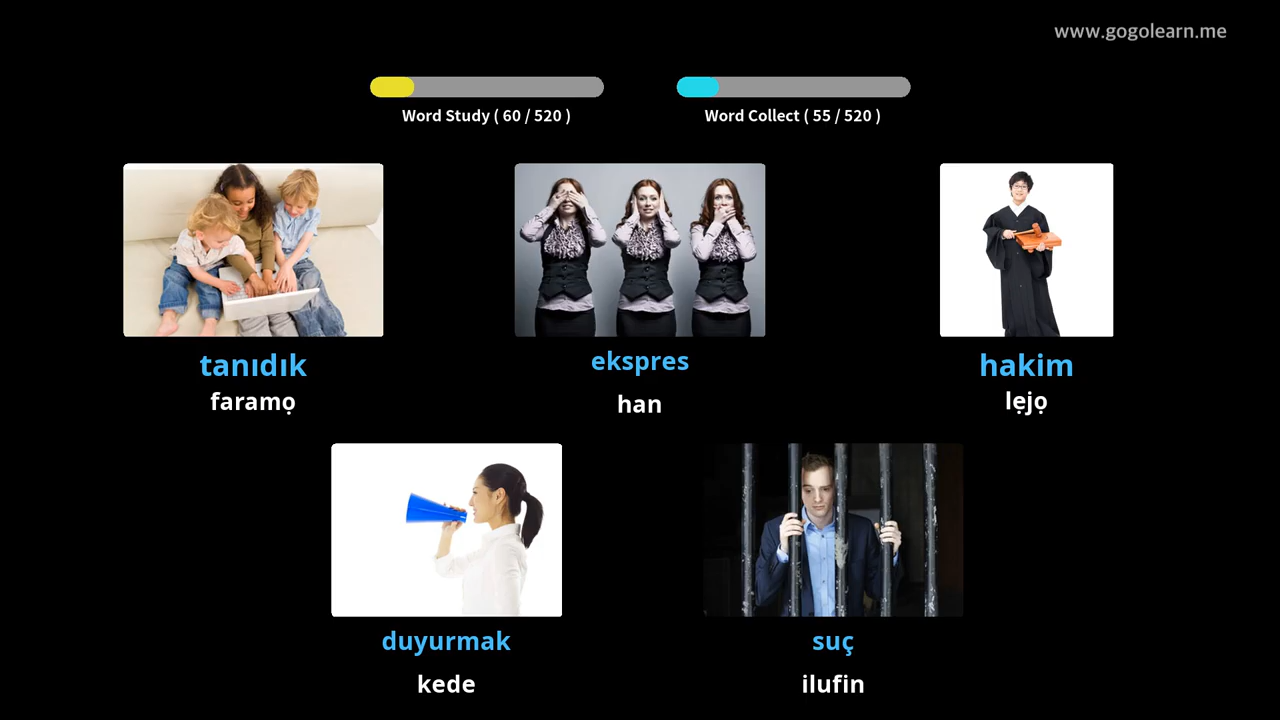 www.gogolearn.me
Word Study ( 60 / 520 )
Word Collect ( 55 / 520 )
tanıdık
faramọ
ekspres
han
hakim
lẹjọ
duyurmak
kede
suç
ilufin